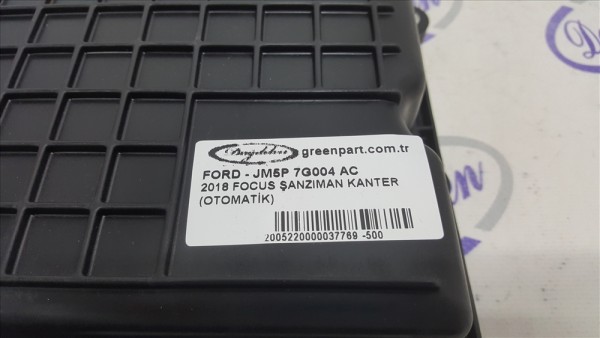 greenpart.com.tr
FORD - JM5P 7G004 AC
2018 FOCUS ŞANZIMAN KANTER
(OTOMATİK)
2005220000037769 -500